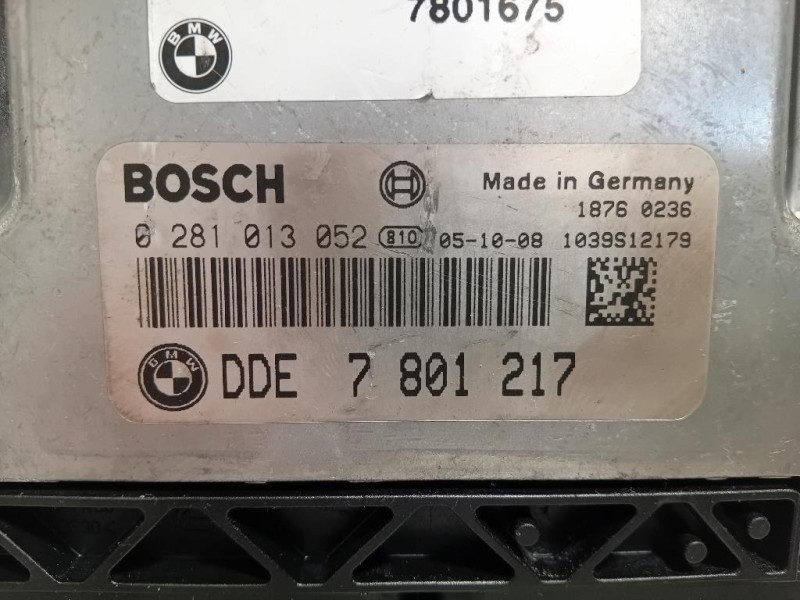 7801675
BMW
BOSCH
Made in Germany
1876 0236
0 281 013 052 810 05-10-08 1039S12179
BMW DDE 7 801 217